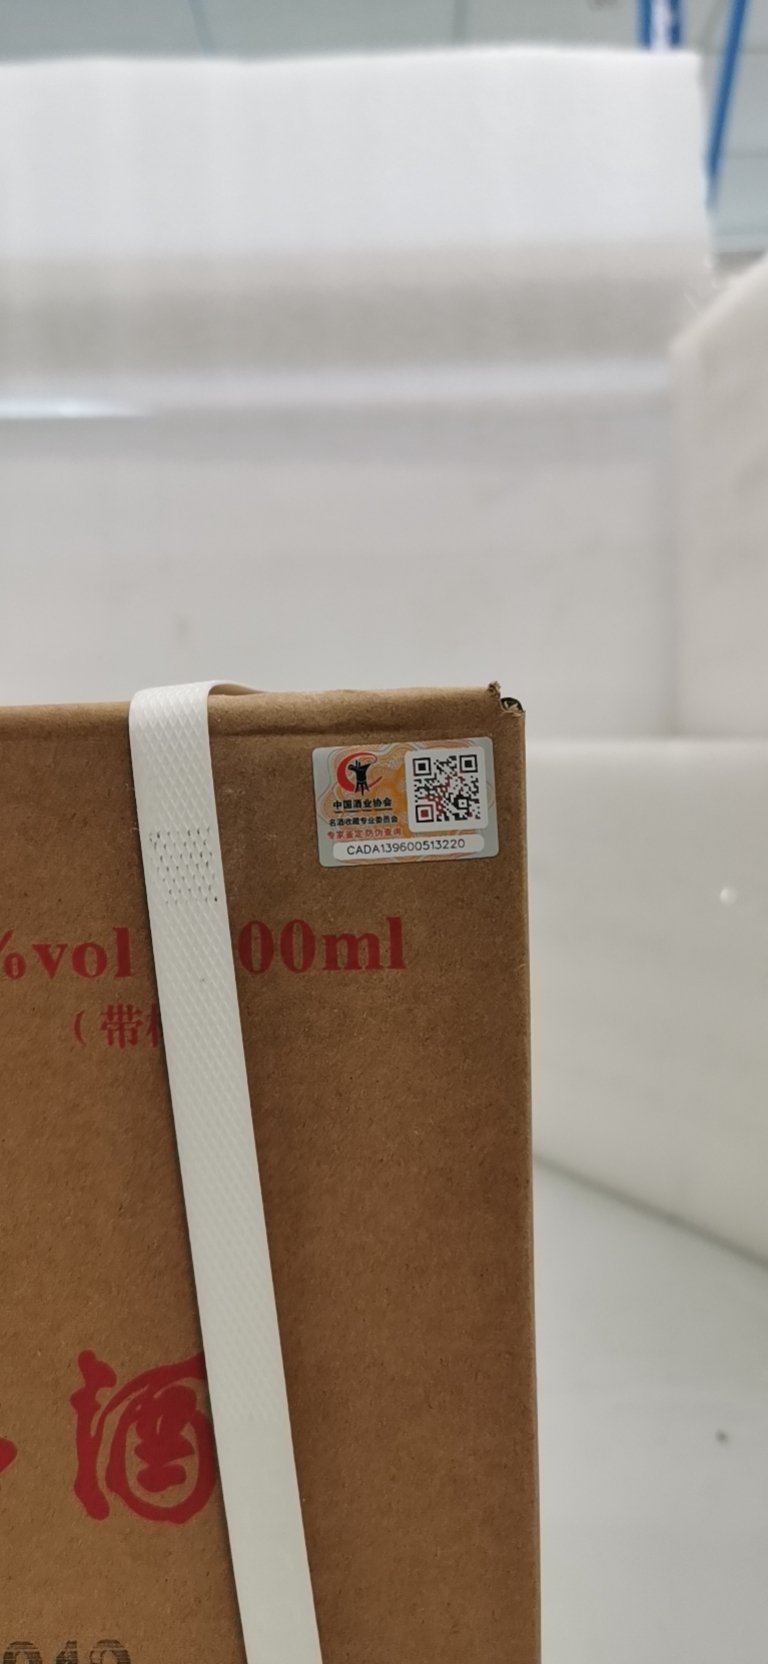 中国酒业协会
名酒收藏专业委员会
专家鉴定防伪查询
CADA139600513220
%vol 00ml
(带
酒